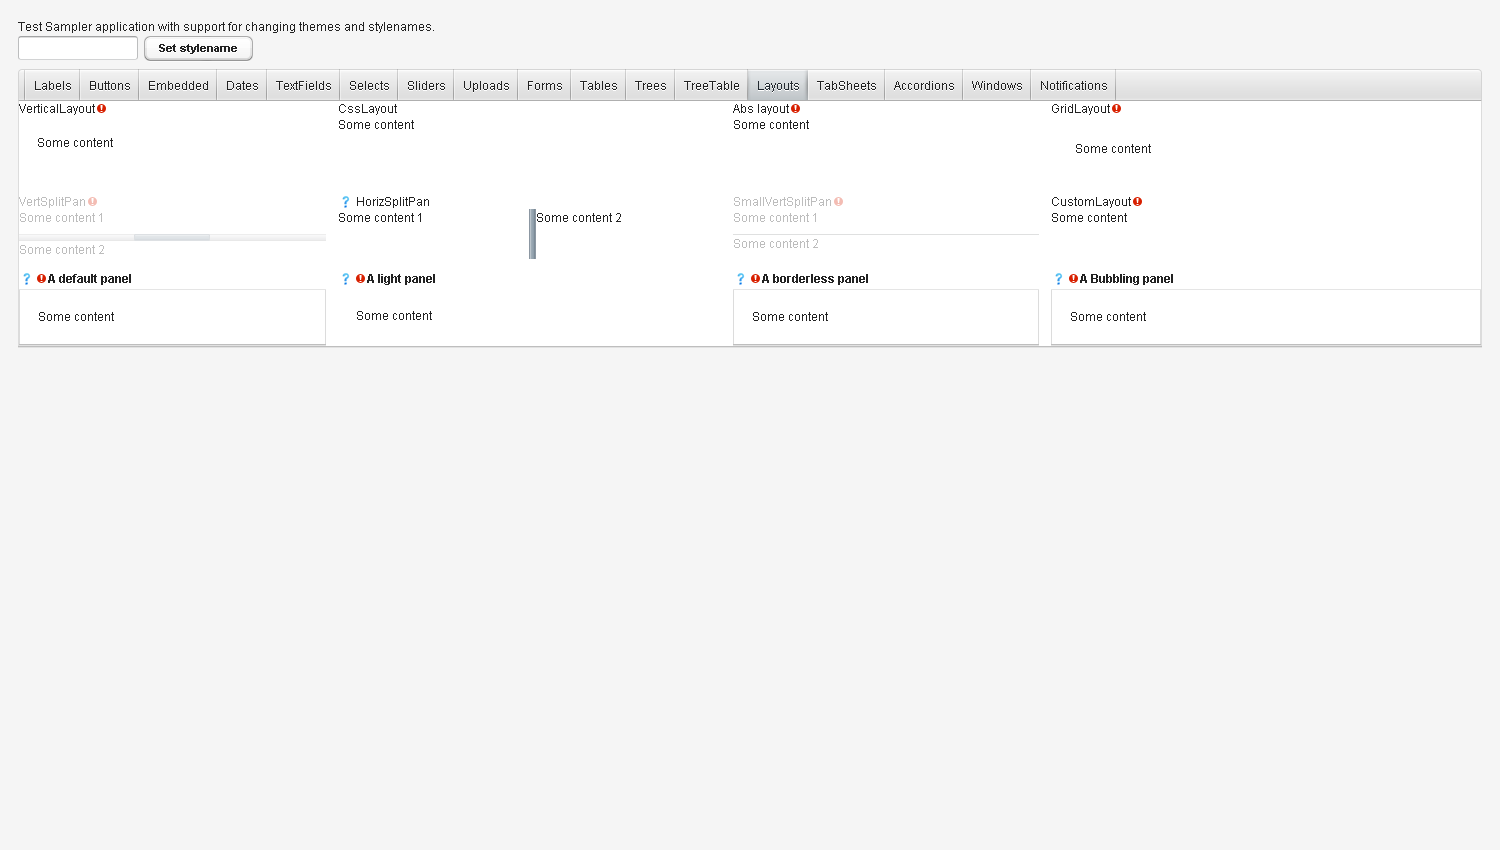 Test Sampler application with support for changing themes and stylenames.
Set stylename
Labels Buttons Embedded Dates TextFields Selects Sliders Uploads Forms Tables Trees TreeTable Layouts TabSheets Accordions Windows Notifications
VerticalLayout CssLayout Abs layout GridLayout
Some content Some content
Some content Some content
VertSplitPan ? HorizSplitPan SmallVertSplitPan CustomLayout
Some content 1 Some content 1 Some content 2 Some content 1 Some content
Some content 2 Some content 2
? A default panel ? A light panel ? A borderless panel ? A Bubbling panel
Some content Some content Some content Some content